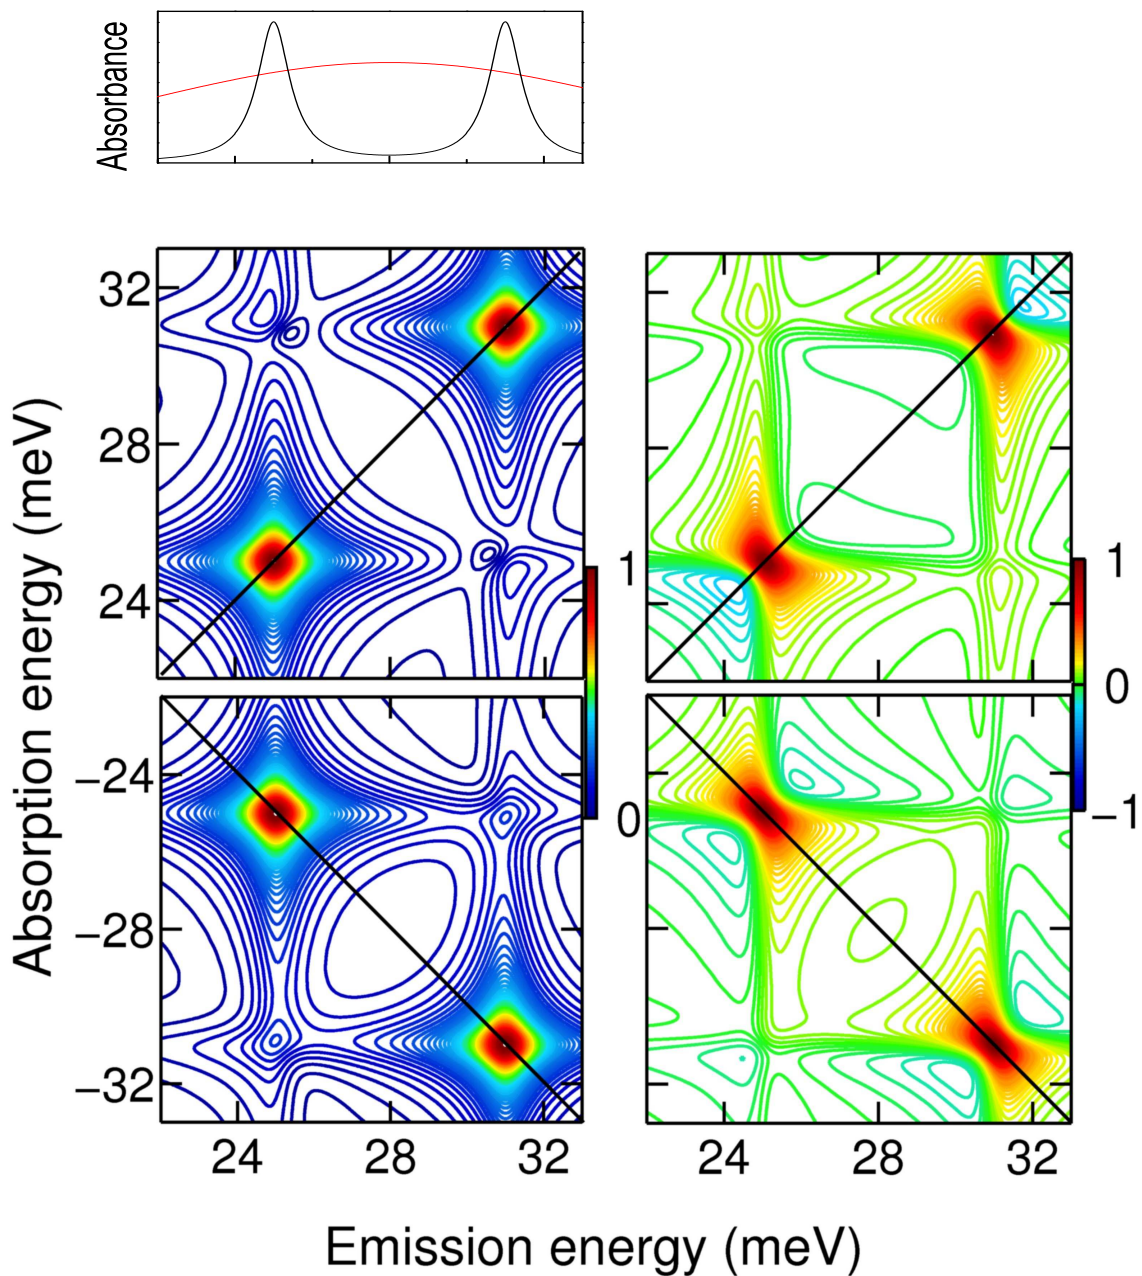 Absorbance
32
28
24
1
1
0
Absorption energy (meV)
−24
0
−1
−28
−32
24 28 32
24 28 32
Emission energy (meV)